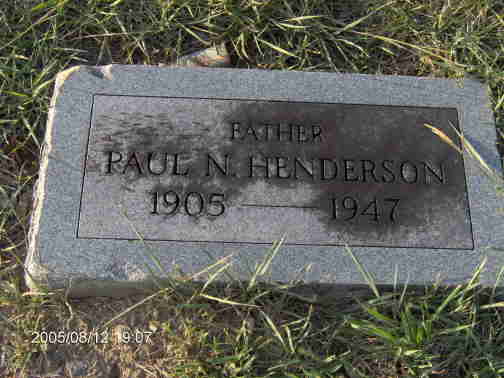 FATHER
PAUL N. HENDERSON
1905 — 1947
2005/08/12 19:07